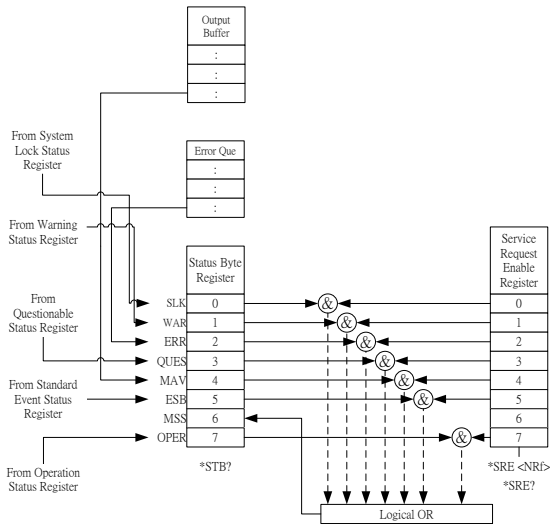 Output
Buffer
:
:
:
From System
Lock Status
Register
Error Que
:
:
:
From Warning
Status Register
Status Byte
Register
Service
Request
Enable
Register
From
Questionable
Status Register
SLK 0 & 0
WAR 1 & 1
ERR 2 & 2
QUES 3 & 3
MAV 4 & 4
From Standard
Event Status
Register
ESB 5 & 5
MSS 6 6
OPER 7 & 7
*STB?
*SRE <NRf>
*SRE?
From Operation
Status Register
Logical OR